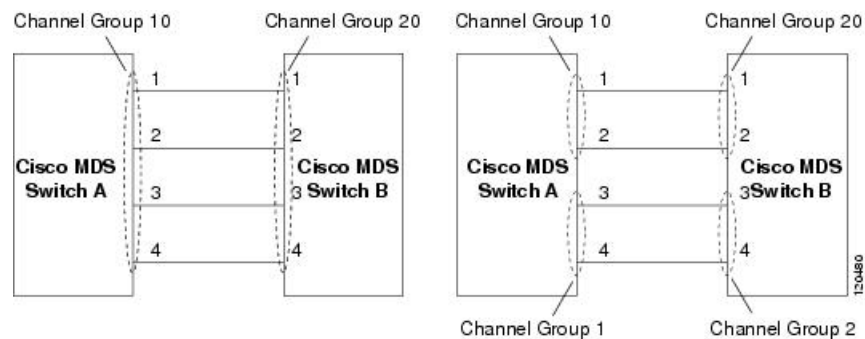 Channel Group 10
Channel Group 20
1
1
2
2
Cisco MDS
Switch A
Cisco MDS
Switch B
3
3
4
4
Channel Group 10
Channel Group 20
1
1
2
2
Cisco MDS
Switch A
Cisco MDS
Switch B
3
3
4
4
Channel Group 1
Channel Group 2
120480